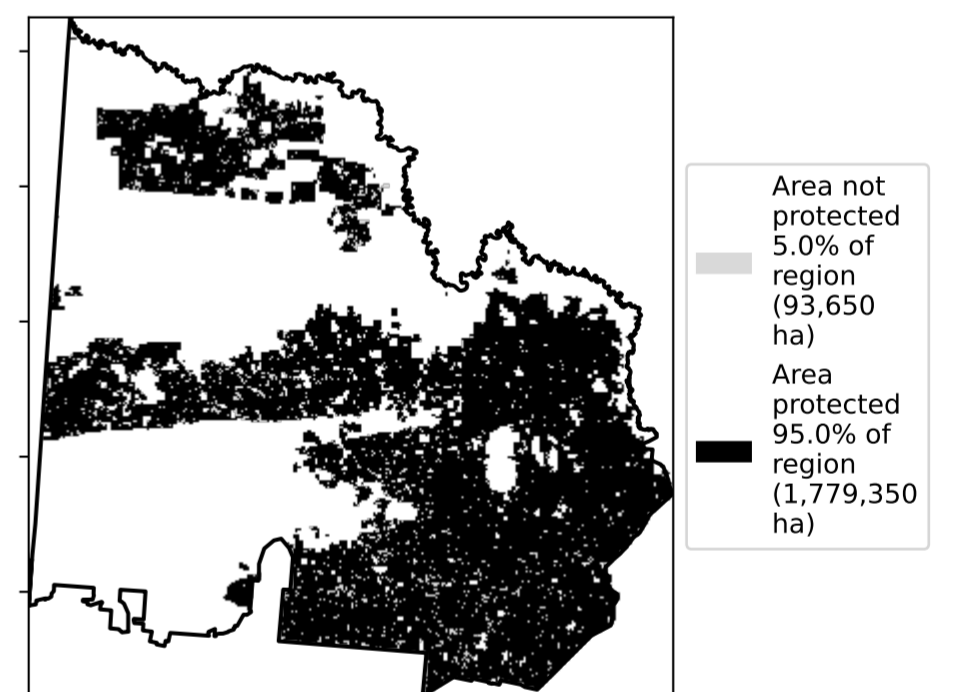 Area not
protected
5.0% of
region
(93,650
ha)
Area
protected
95.0% of
region
(1,779,350
ha)